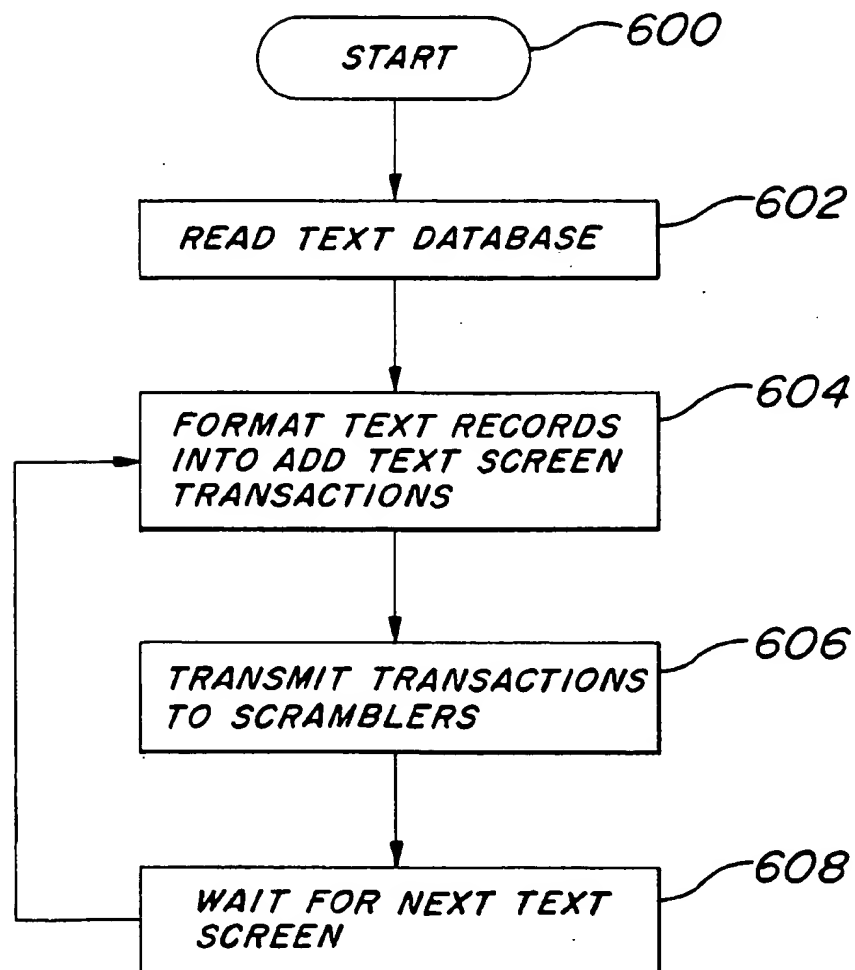 START
600
READ TEXT DATABASE
602
FORMAT TEXT RECORDS
INTO ADD TEXT SCREEN
TRANSACTIONS
604
TRANSMIT TRANSACTIONS
TO SCRAMBLERS
606
WAIT FOR NEXT TEXT
SCREEN
608